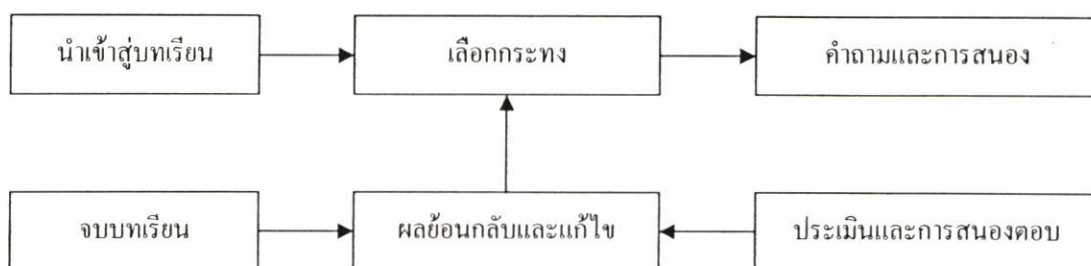 นำเข้าสู่บทเรียน
เลือกกระทง
คำถามและการสนอง
จบบทเรียน
ผลย้อนกลับและแก้ไข
ประเมินและการสนองตอบ